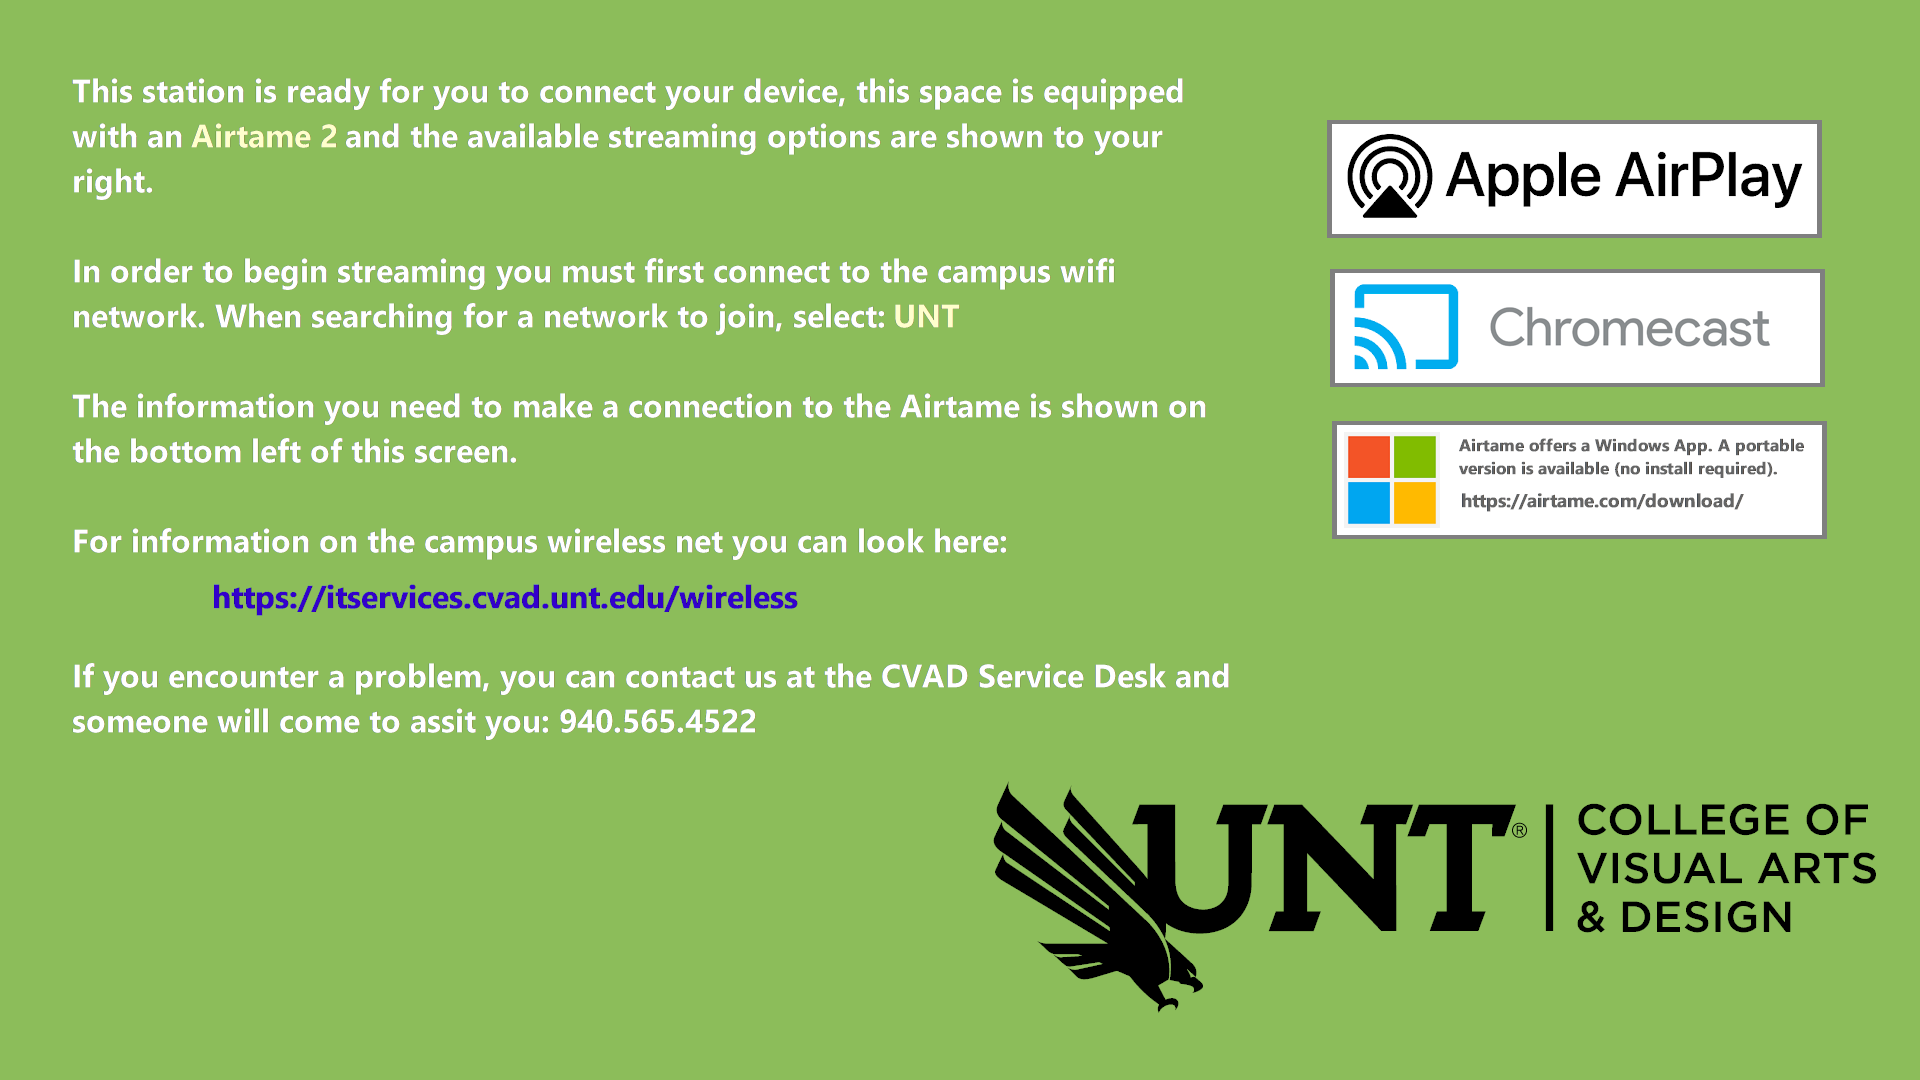 This station is ready for you to connect your device, this space is equipped
with an Airtame 2 and the available streaming options are shown to your
right.
In order to begin streaming you must first connect to the campus wifi
network. When searching for a network to join, select: UNT
The information you need to make a connection to the Airtame is shown on
the bottom left of this screen.
For information on the campus wireless net you can look here:
https://itservices.cvad.unt.edu/wireless
If you encounter a problem, you can contact us at the CVAD Service Desk and
someone will come to assit you: 940.565.4522
Apple AirPlay
Chromecast
Airtame offers a Windows App. A portable
version is available (no install required).
https://airtame.com/download/
UNT®
COLLEGE OF
VISUAL ARTS
& DESIGN